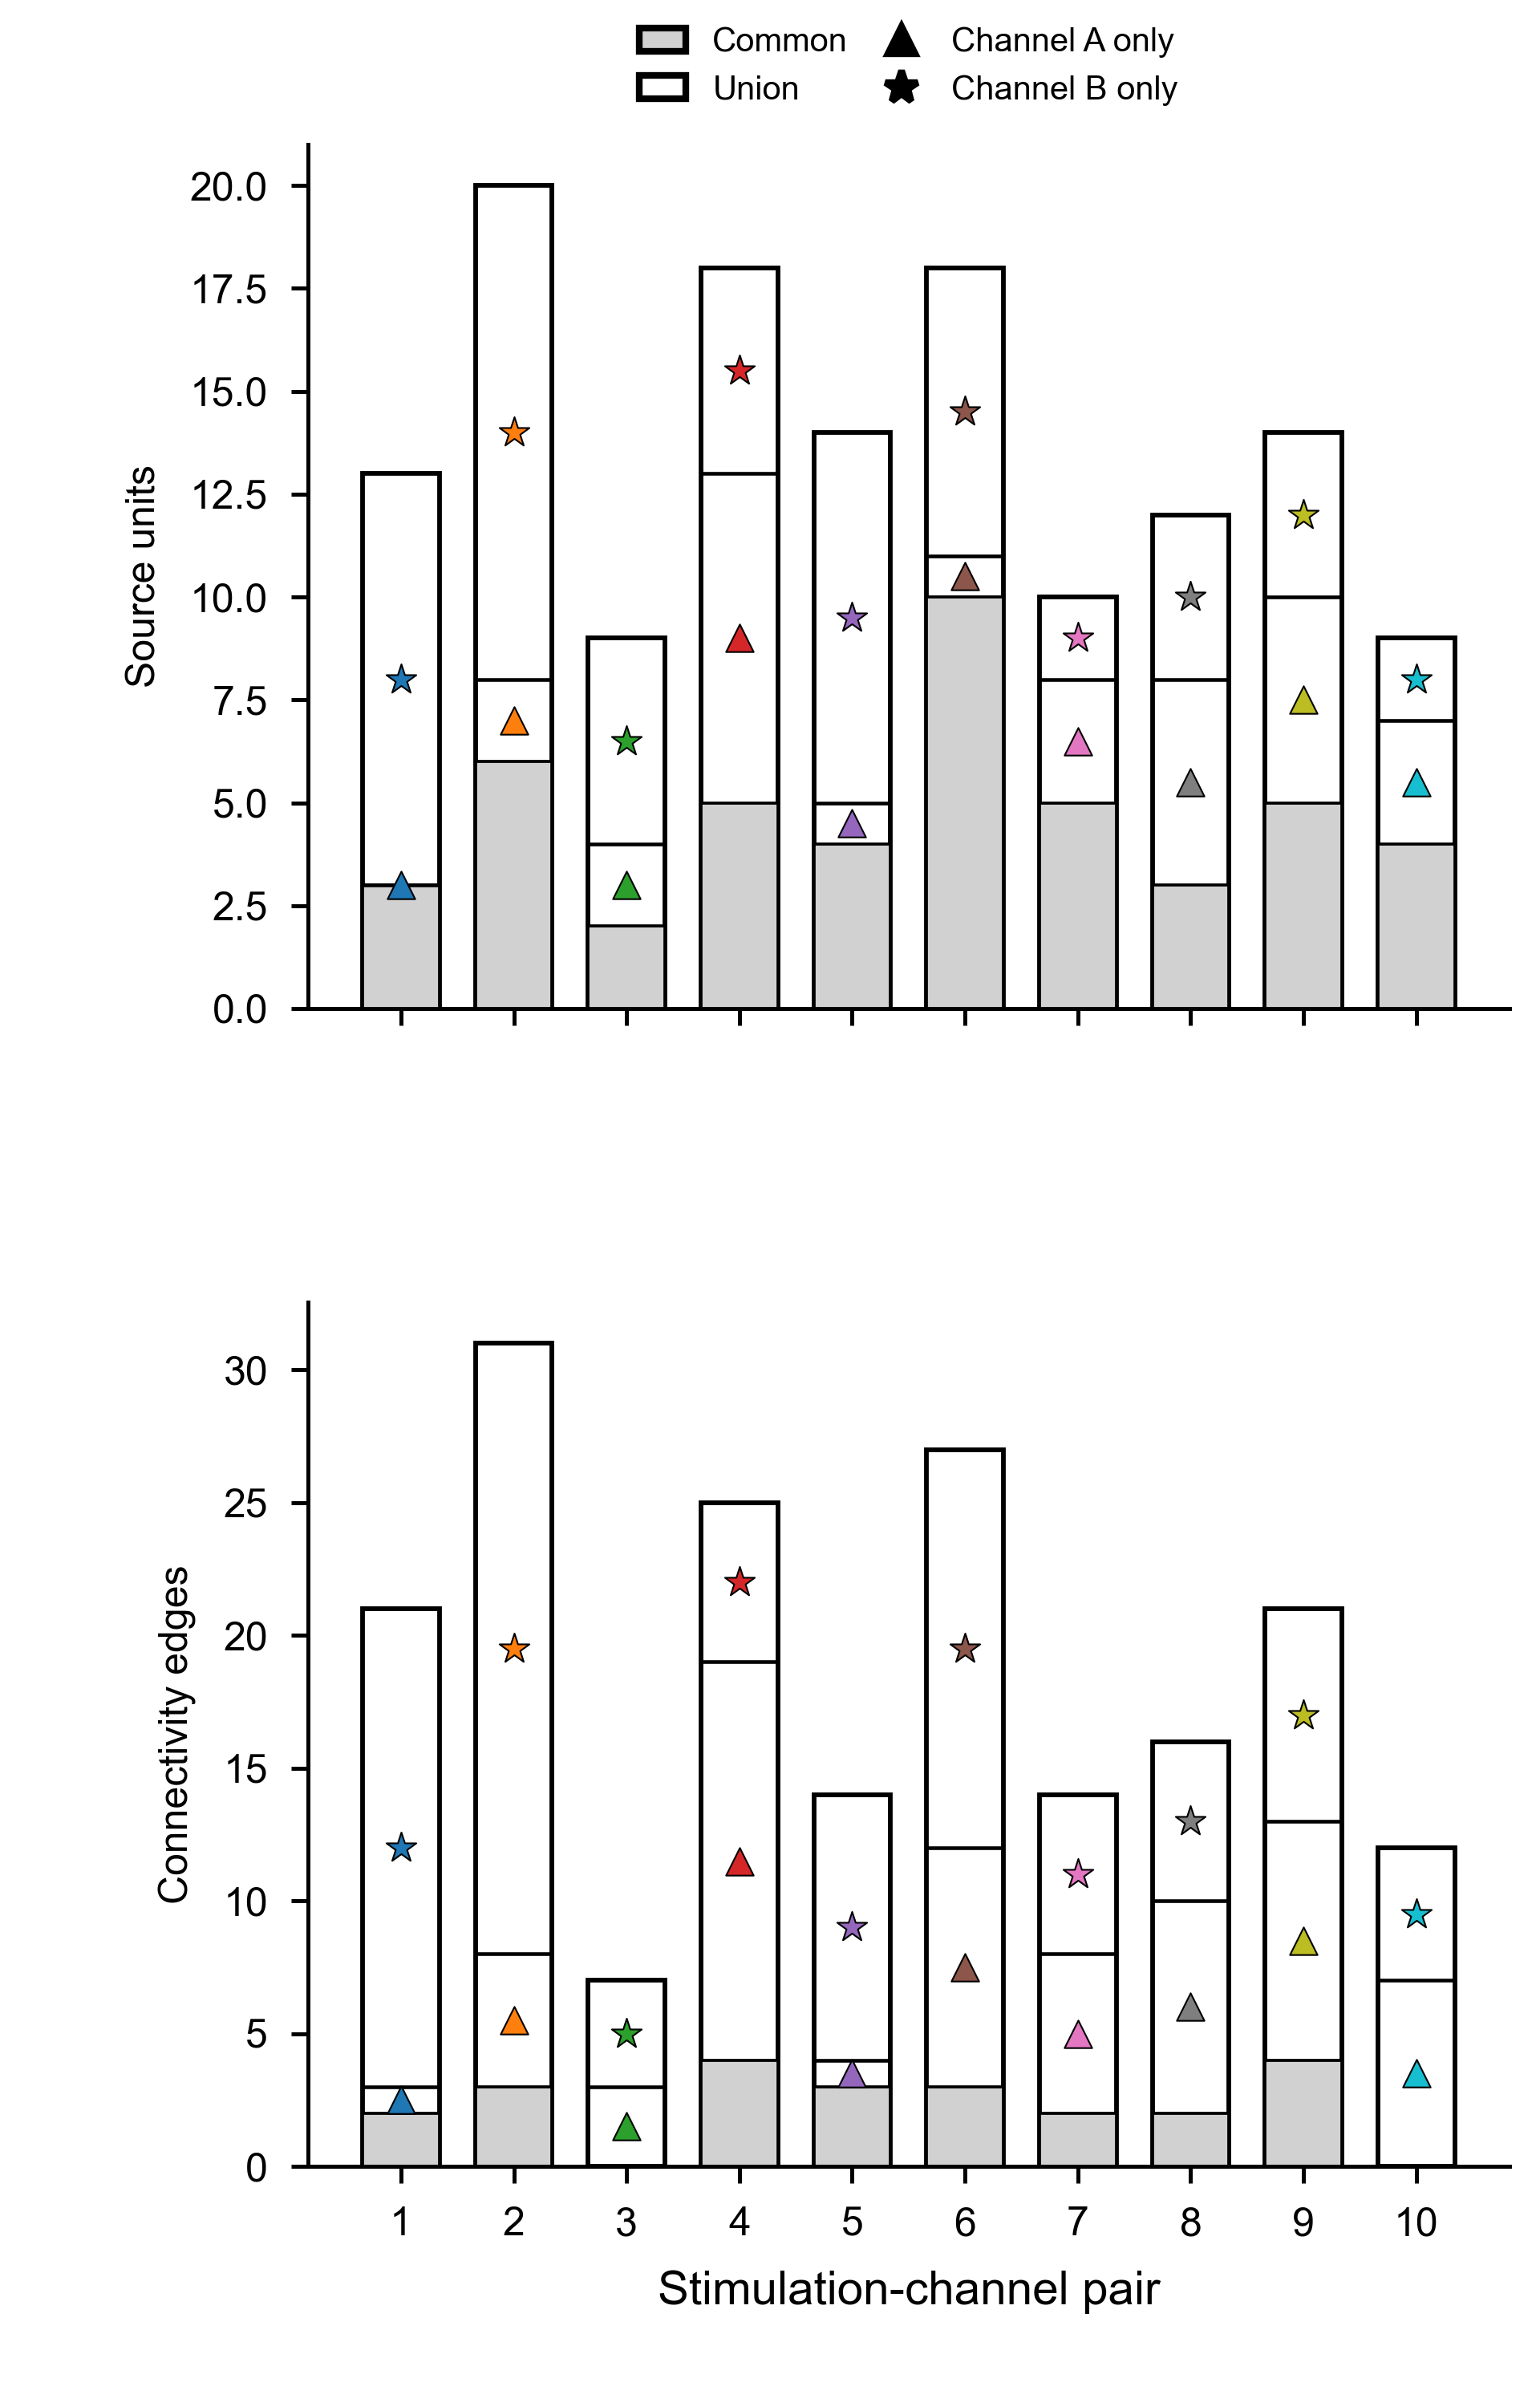 Common
Channel A only
Union
Channel B only
20.0
17.5
15.0
12.5
10.0
7.5
5.0
2.5
0.0
Source units
30
25
20
15
10
5
0
Connectivity edges
1 2 3 4 5 6 7 8 9 10
Stimulation-channel pair